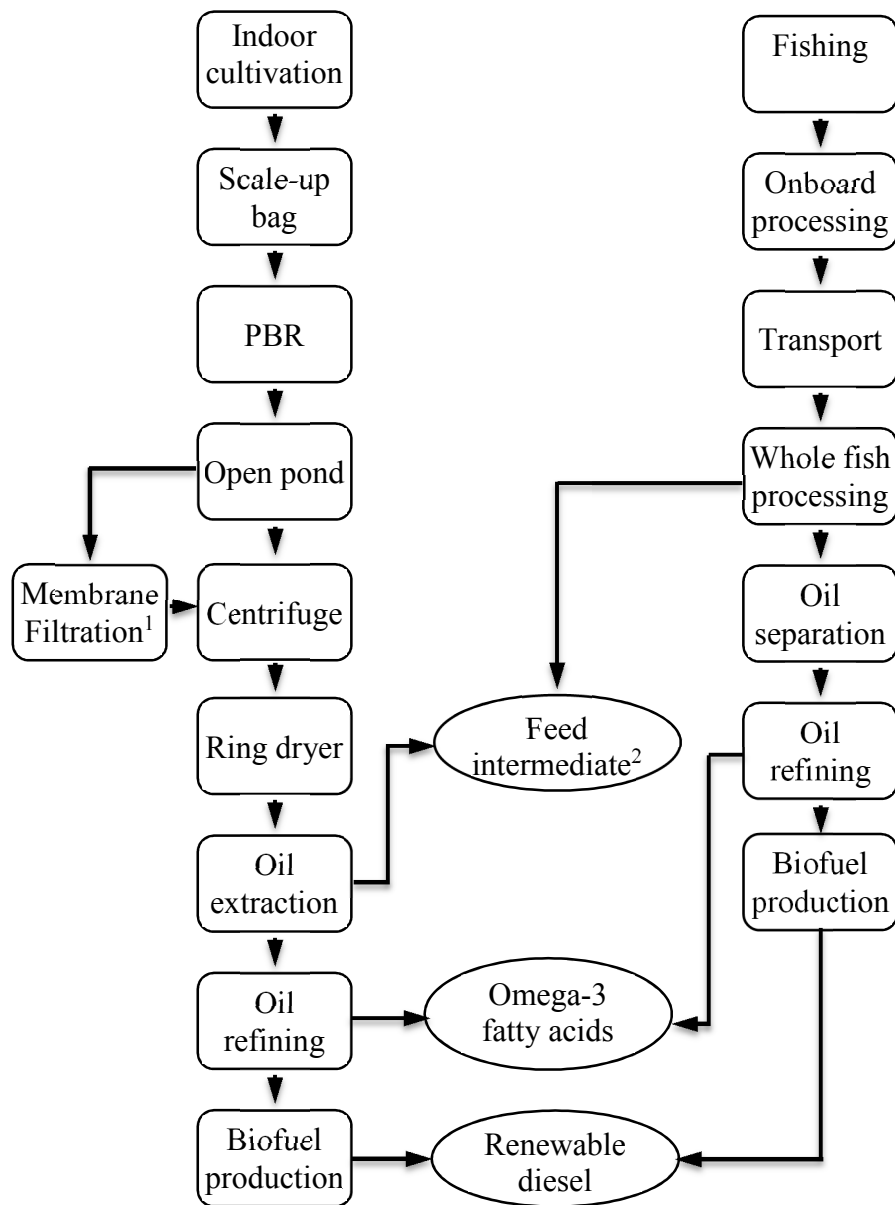 Indoor
cultivation
Scale-up
bag
PBR
Open pond
Membrane
Filtration¹
Centrifuge
Ring dryer
Oil
extraction
Oil
refining
Biofuel
production
Feed
intermediate²
Omega-3
fatty acids
Renewable
diesel
Fishing
Onboard
processing
Transport
Whole fish
processing
Oil
separation
Oil
refining
Biofuel
production